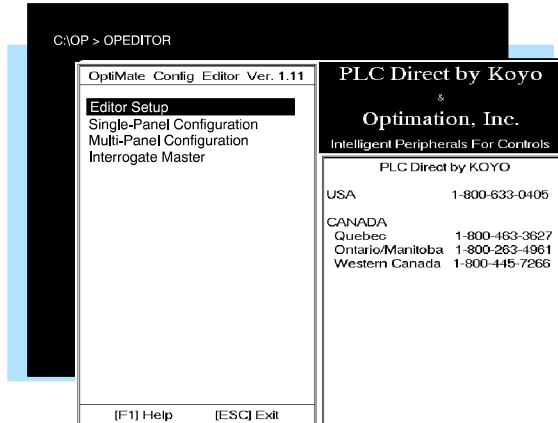 C:\OP > OPEDITOR
OptiMate Config Editor Ver. 1.11
Editor Setup
Single-Panel Configuration
Multi-Panel Configuration
Interrogate Master
[F1] Help [ESC] Exit
PLC Direct by Koyo
&
Optimation, Inc.
Intelligent Peripherals For Controls
PLC Direct by KOYO
USA 1-800-633-0405
CANADA
Quebec 1-800-463-3627
Ontario/Manitoba 1-800-263-4961
Western Canada 1-800-445-7266